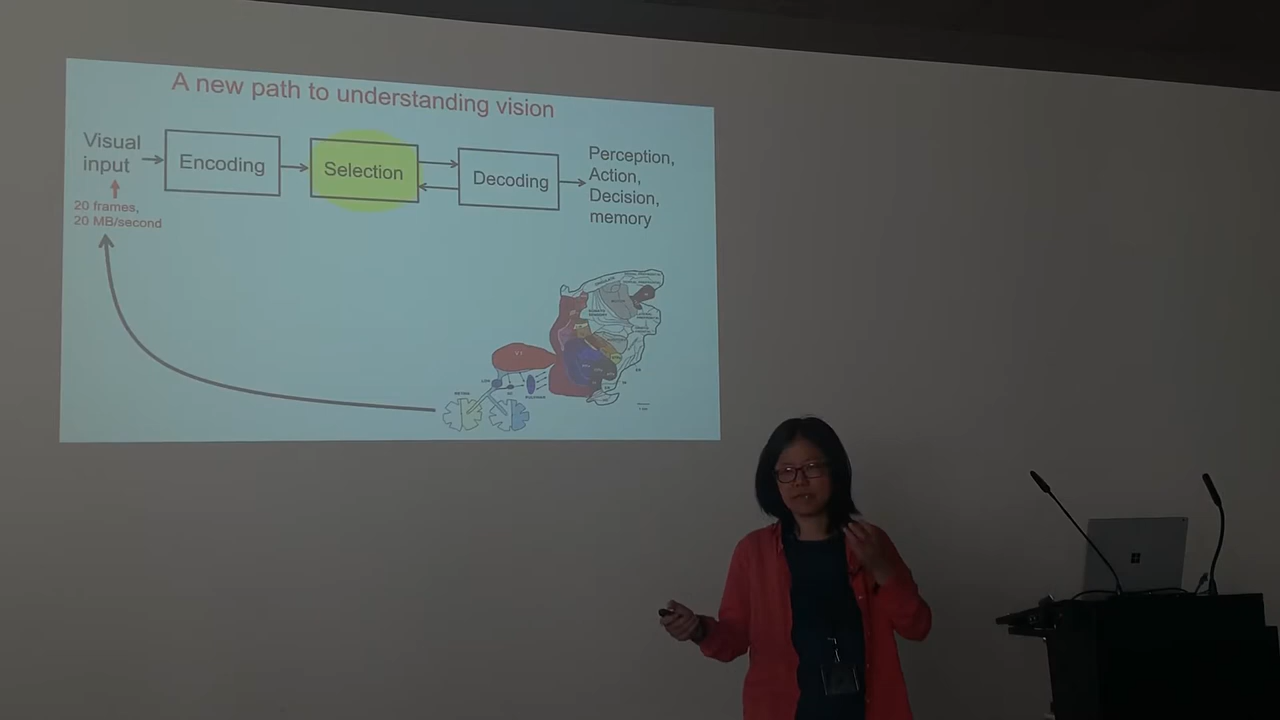 A new path to understanding vision
Visual
input
Encoding
Selection
Decoding
Perception,
Action,
Decision,
memory
20 frames,
20 MB/second